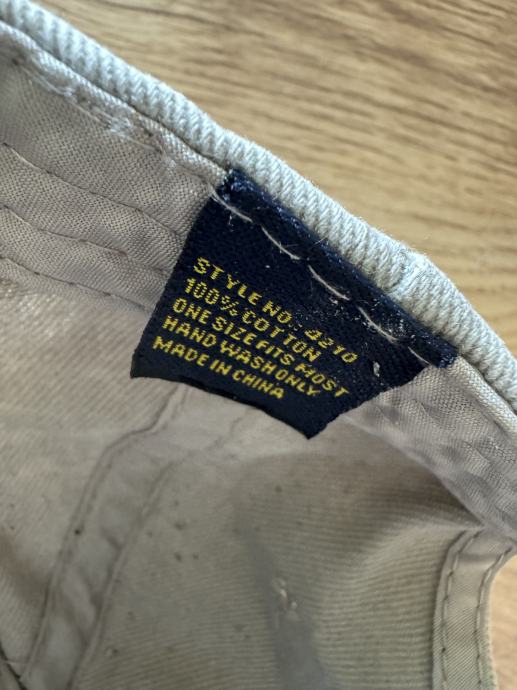 STYLE NO.: 4210
100% COTTON
ONE SIZE FITS MOST
HAND WASH ONLY
MADE IN CHINA